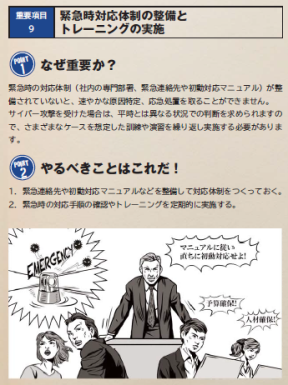 重要項目
9
緊急時対応体制の整備と
トレーニングの実施
POINT
1
なぜ重要か？
緊急時の対応体制（社内の専門部署、緊急連絡先や初動対応マニュアル）が整
備されていないと、速やかな原因特定、応急処置を取ることができません。
サイバー攻撃を受けた場合は、平時とは異なる状況での判断を求められますの
で、さまざまなケースを想定した訓練や演習を繰り返し実施する必要がありま
す。
POINT
2
やるべきことはこれだ！
1．緊急連絡先や初動対応マニュアルなどを整備して対応体制をつくっておく。
2．緊急時の対応手順の確認やトレーニングを定期的に実施する。
EMERGENCY
マニュアルに従い
直ちに初動対応せよ!
予算確保!
人材確保!